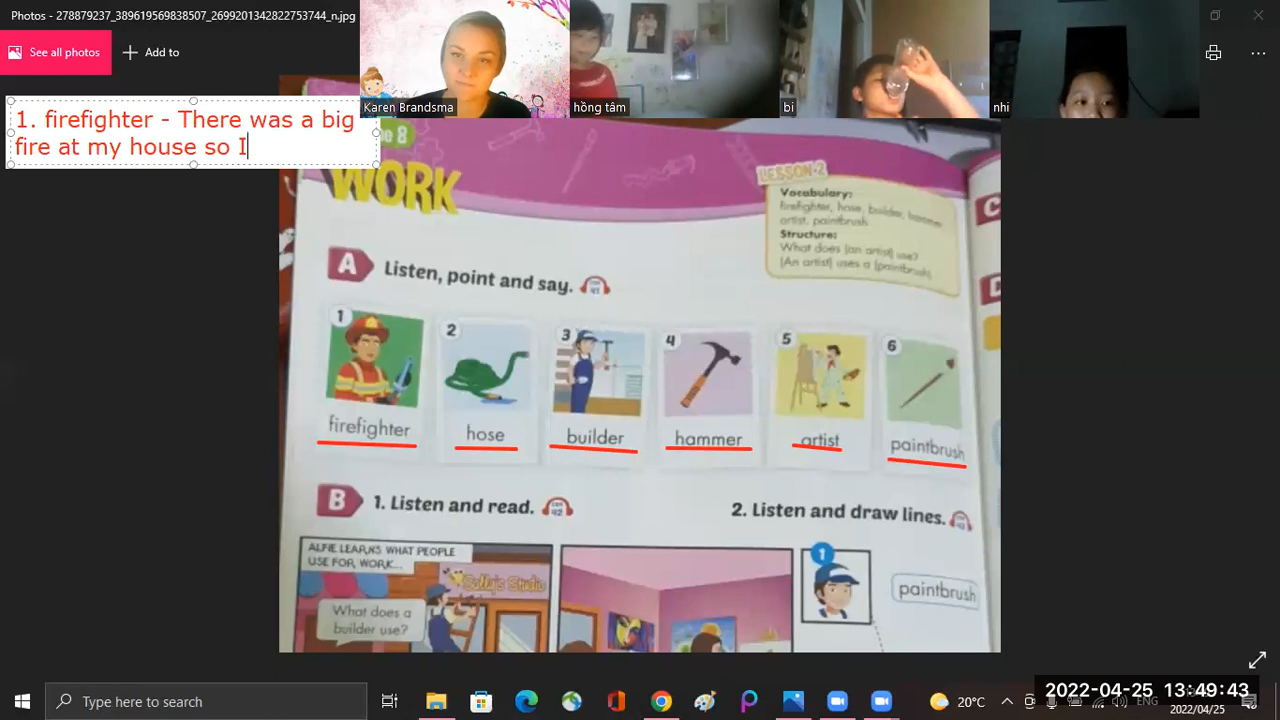 Photos - 278879237_389619569838507_2699201342822753744_n.jpg
See all photos
Add to
Karen Brandsma
hồng tâm
bi
nhi
1. firefighter - There was a big
fire at my house so I
WORK
LESSON 2
Vocabulary:
firefighter, hose, builder, hammer
artist, paintbrush
Structure:
What does (an artist) use?
(An artist) uses a (paintbrush)
A Listen, point and say.
1 2 3 4 5 6
firefighter hose builder hammer artist paintbrush
B 1. Listen and read.
2. Listen and draw lines.
ALFIE LEARNS WHAT PEOPLE
USE FOR WORK...
Sully's Studio
What does a
builder use?
1
paintbrush
C
D
Type here to search
20°C
2022-04-25 13:49:43
2022/04/25